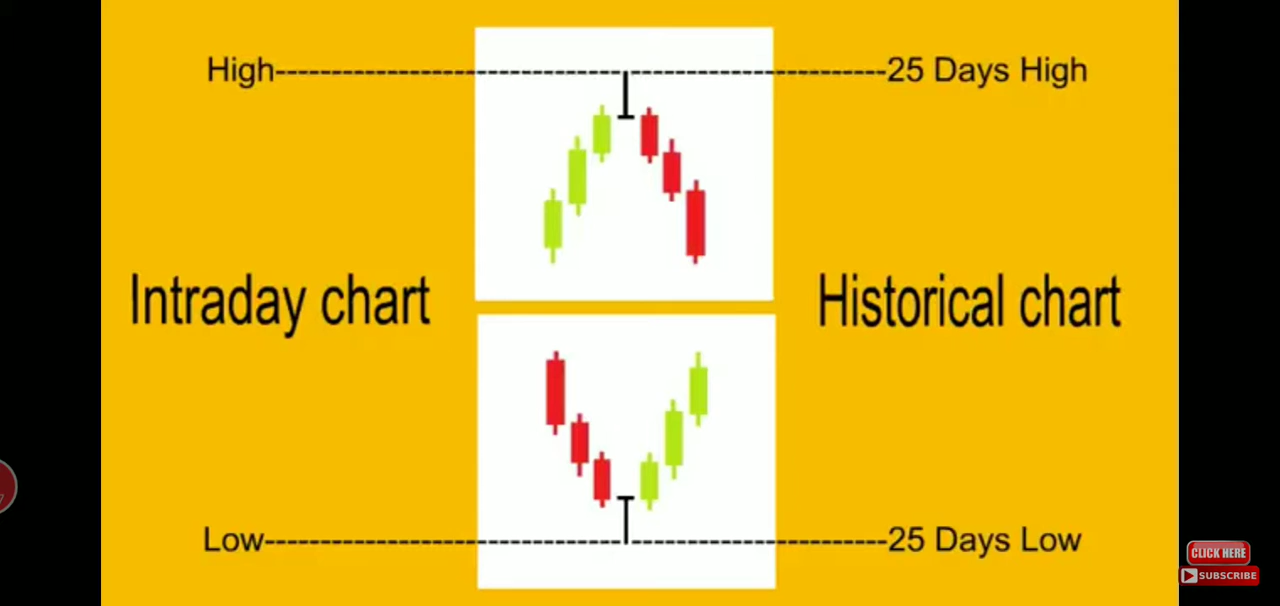 High
25 Days High
Intraday chart
Historical chart
Low
25 Days Low
CLICK HERE
SUBSCRIBE